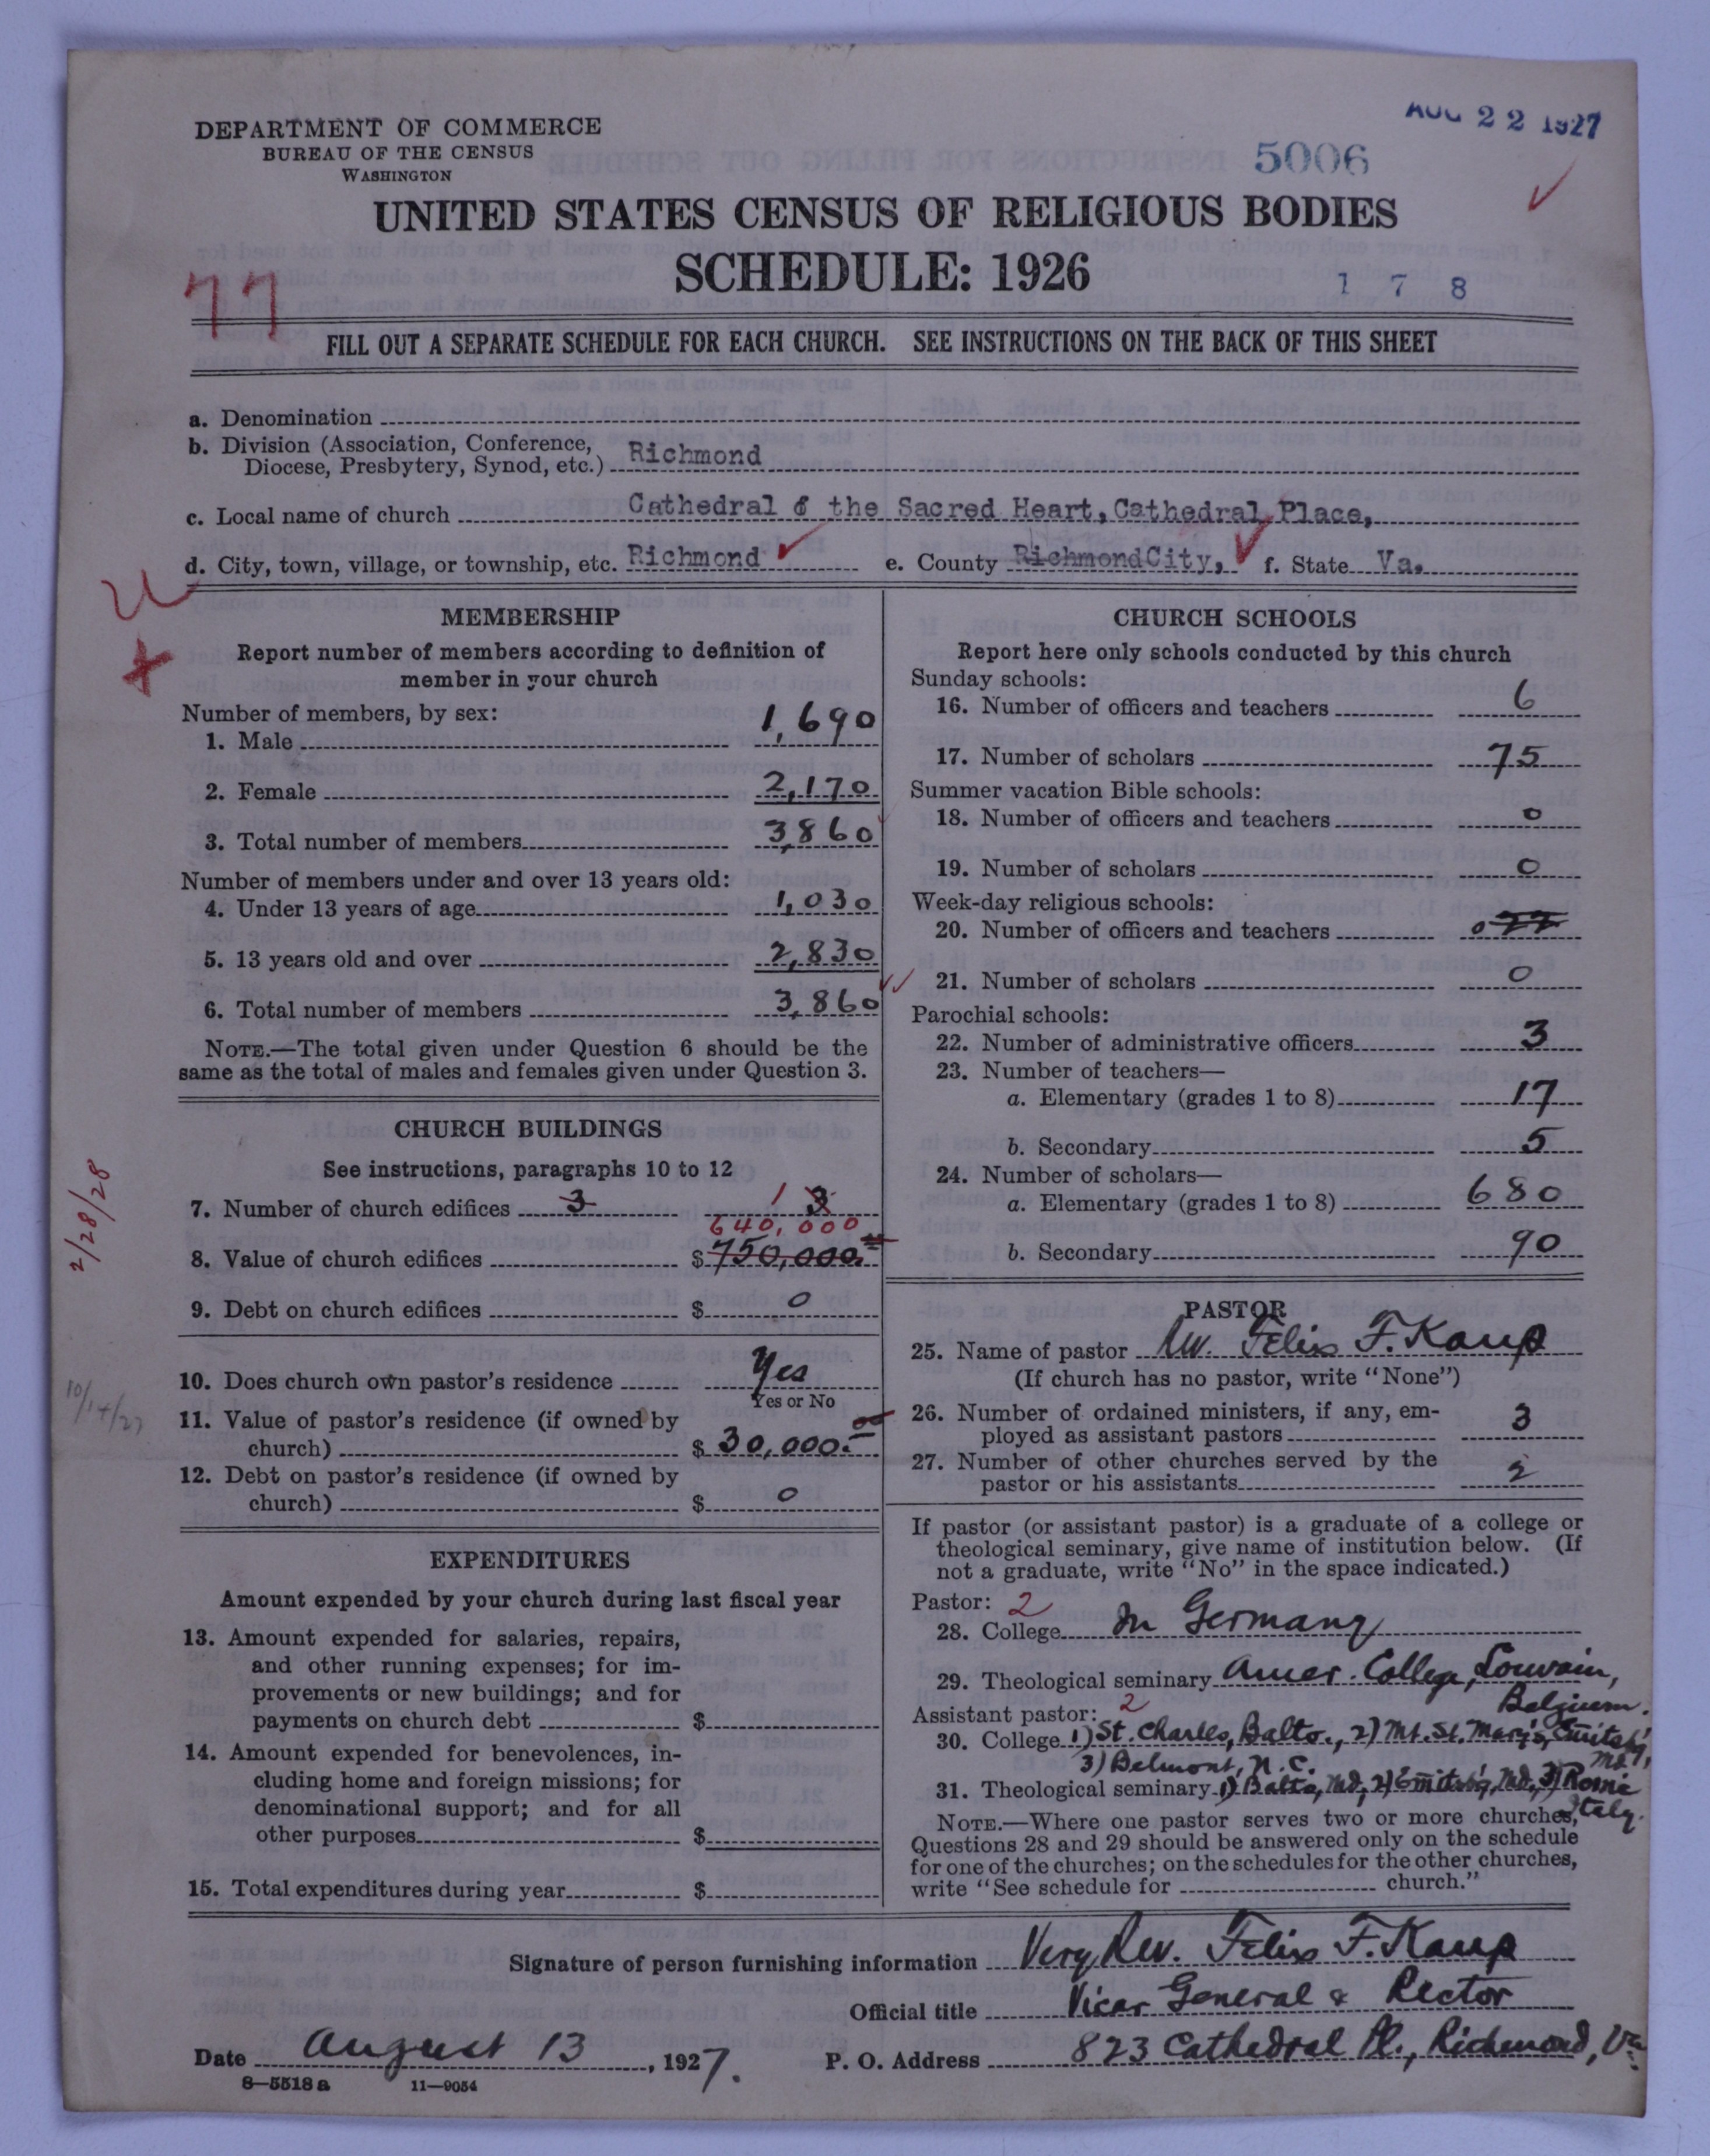 DEPARTMENT OF COMMERCE
BUREAU OF THE CENSUS
WASHINGTON
AUG 22 1927
5006
UNITED STATES CENSUS OF RELIGIOUS BODIES
SCHEDULE: 1926
77
1 7 8
FILL OUT A SEPARATE SCHEDULE FOR EACH CHURCH. SEE INSTRUCTIONS ON THE BACK OF THIS SHEET
a. Denomination
b. Division (Association, Conference,
Diocese, Presbytery, Synod, etc.) Richmond
c. Local name of church Cathedral of the Sacred Heart, Cathedral Place,
d. City, town, village, or township, etc. Richmond e. County RichmondCity, f. State Va.
MEMBERSHIP
Report number of members according to definition of
member in your church
Number of members, by sex:
1. Male 1,690
2. Female 2,170
3. Total number of members 3,860
Number of members under and over 13 years old:
4. Under 13 years of age 1,030
5. 13 years old and over 2,830
6. Total number of members 3,860
NOTE.—The total given under Question 6 should be the
same as the total of males and females given under Question 3.
CHURCH BUILDINGS
See instructions, paragraphs 10 to 12
7. Number of church edifices 3 1 3
640,000
8. Value of church edifices $750,000.
9. Debt on church edifices $ 0
10. Does church own pastor's residence Yes
Yes or No
11. Value of pastor's residence (if owned by
church) $ 30,000.00
12. Debt on pastor's residence (if owned by
church) $ 0
2/28/28
10/14/27
EXPENDITURES
Amount expended by your church during last fiscal year
13. Amount expended for salaries, repairs,
and other running expenses; for im-
provements or new buildings; and for
payments on church debt $
14. Amount expended for benevolences, in-
cluding home and foreign missions; for
denominational support; and for all
other purposes $
15. Total expenditures during year $
CHURCH SCHOOLS
Report here only schools conducted by this church
Sunday schools:
16. Number of officers and teachers 6
17. Number of scholars 75
Summer vacation Bible schools:
18. Number of officers and teachers 0
19. Number of scholars 0
Week-day religious schools:
20. Number of officers and teachers 0 22
21. Number of scholars 0
Parochial schools:
22. Number of administrative officers 3
23. Number of teachers—
a. Elementary (grades 1 to 8) 17
b. Secondary 5
24. Number of scholars—
a. Elementary (grades 1 to 8) 680
b. Secondary 90
PASTOR
25. Name of pastor Rev. Felix F. Kaup
(If church has no pastor, write "None")
26. Number of ordained ministers, if any, em-
ployed as assistant pastors 3
27. Number of other churches served by the
pastor or his assistants 2
If pastor (or assistant pastor) is a graduate of a college or
theological seminary, give name of institution below. (If
not a graduate, write "No" in the space indicated.)
Pastor: 2
28. College In Germany
29. Theological seminary Amer. College, Louvain,
Belgium.
Assistant pastor: 2
30. College 1) St. Charles, Balto., 2) Mt. St. Mary's, Emitsb'g
Md.,
3) Belmont, N. C.
31. Theological seminary 1) Balto, Md, 2) Emitsb'g, Md, 3) Rome
Italy.
NOTE.—Where one pastor serves two or more churches,
Questions 28 and 29 should be answered only on the schedule
for one of the churches; on the schedules for the other churches,
write "See schedule for church."
Signature of person furnishing information Very Rev. Felix F. Kaup
Official title Vicar General & Rector
Date August 13, 1927. P. O. Address 823 Cathedral Pl., Richmond, Va.
8—5518a 11—9054